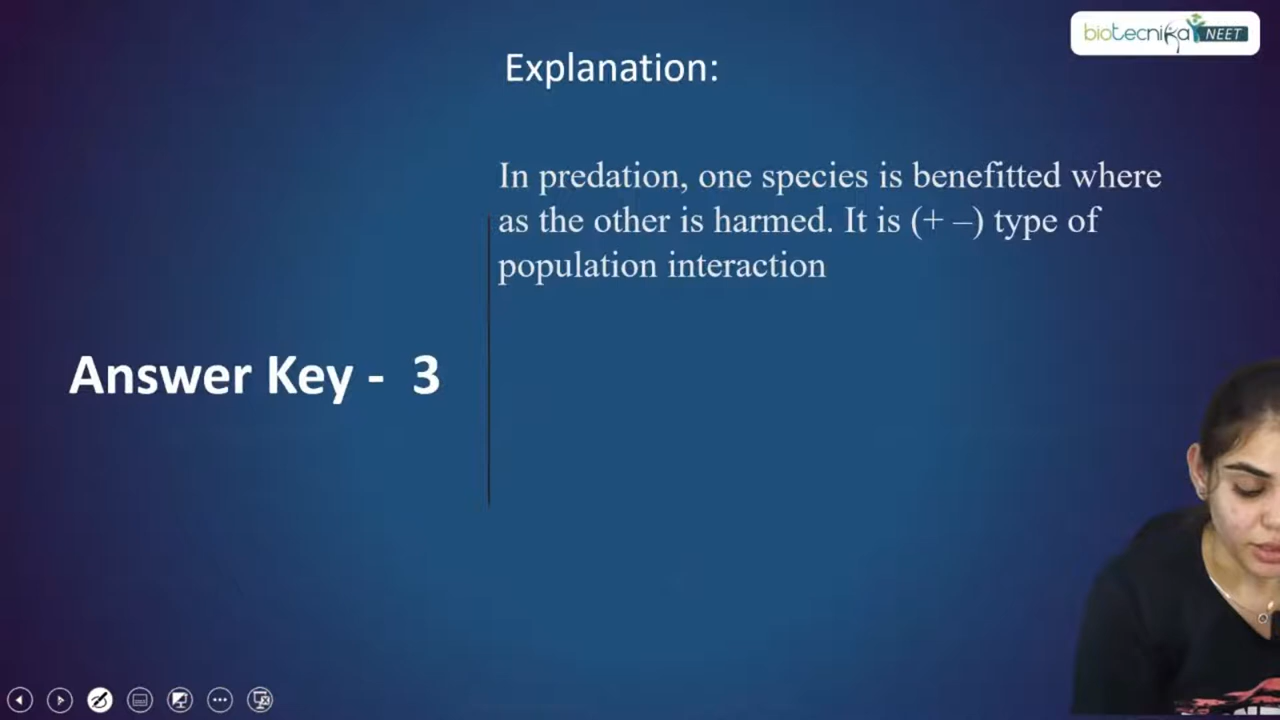 biotecnika NEET
Explanation:
In predation, one species is benefitted where
as the other is harmed. It is (+ –) type of
population interaction
Answer Key - 3